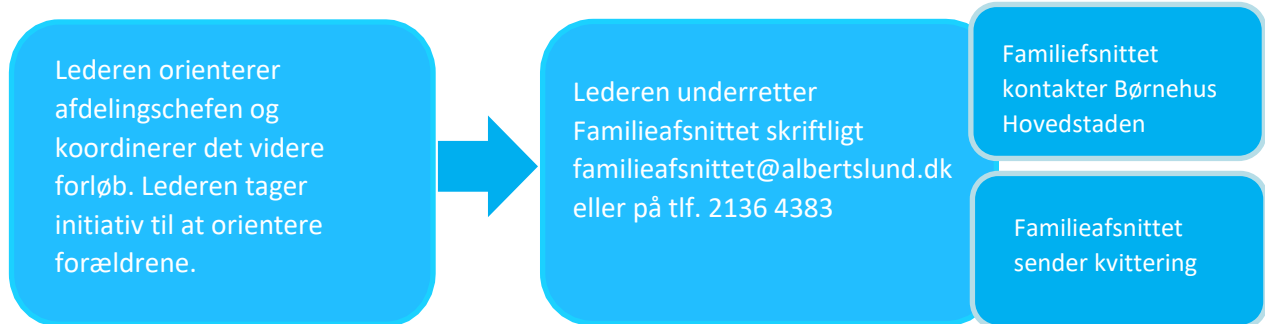 Lederen orienterer
afdelingschefen og
koordinerer det videre
forløb. Lederen tager
initiativ til at orientere
forældrene.
Lederen underretter
Familieafsnittet skriftligt
familieafsnittet@albertslund.dk
eller på tlf. 2136 4383
Familiefsnittet
kontakter Børnehus
Hovedstaden
Familieafsnittet
sender kvittering